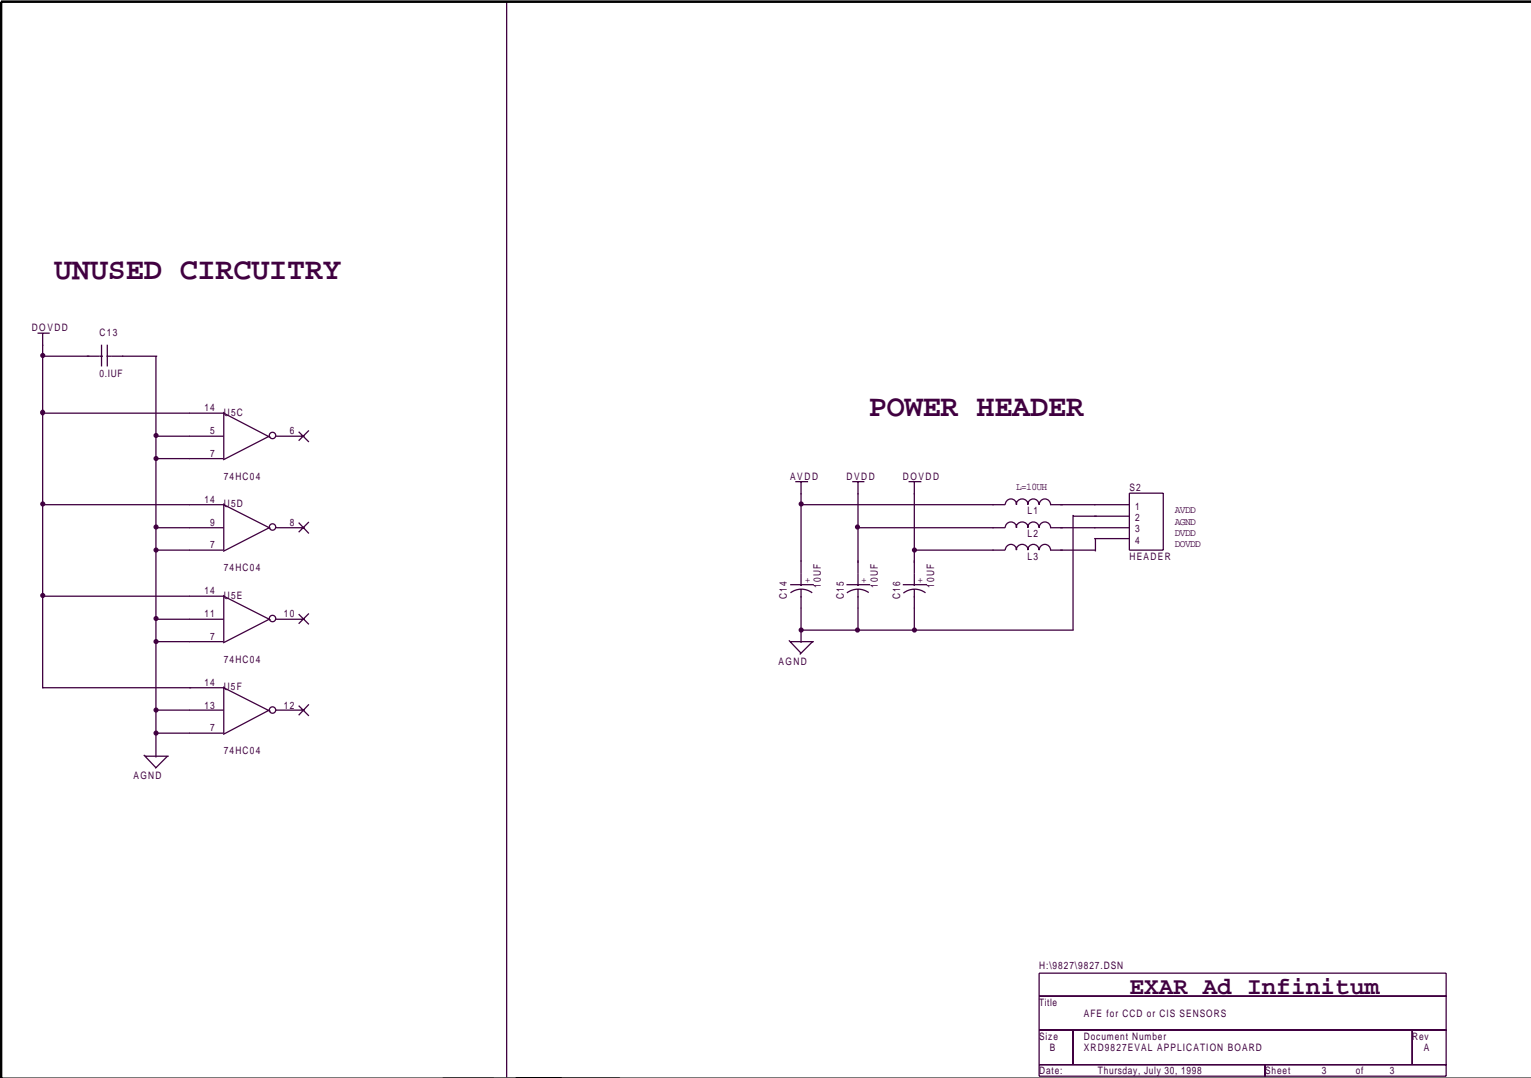 UNUSED CIRCUITRY
DOVDD
C13
0.IUF
14 U5C
5 6
7
74HC04
14 U5D
9 8
7
74HC04
14 U5E
11 10
7
74HC04
14 U5F
13 12
7
74HC04
AGND
POWER HEADER
AVDD DVDD DOVDD
L=10UH
S2
L1
L2
L3
1 AVDD
2 AGND
3 DVDD
4 DOVDD
HEADER
C14 + 10UF
C15 + 10UF
C16 + 10UF
AGND
H:\9827\9827.DSN
EXAR Ad Infinitum
Title
AFE for CCD or CIS SENSORS
Size Document Number Rev
B XRD9827EVAL APPLICATION BOARD A
Date: Thursday, July 30, 1998 Sheet 3 of 3